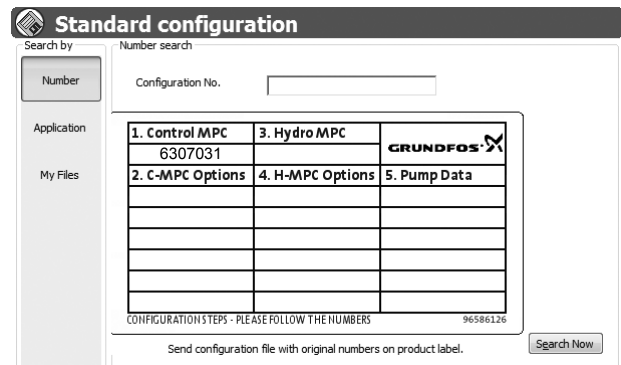 Standard configuration
Search by
Number search
Number
Configuration No.
Application
My Files
1. Control MPC
3. Hydro MPC
GRUNDFOS
6307031
2. C-MPC Options
4. H-MPC Options
5. Pump Data
CONFIGURATION STEPS - PLEASE FOLLOW THE NUMBERS
96586126
Send configuration file with original numbers on product label.
Search Now